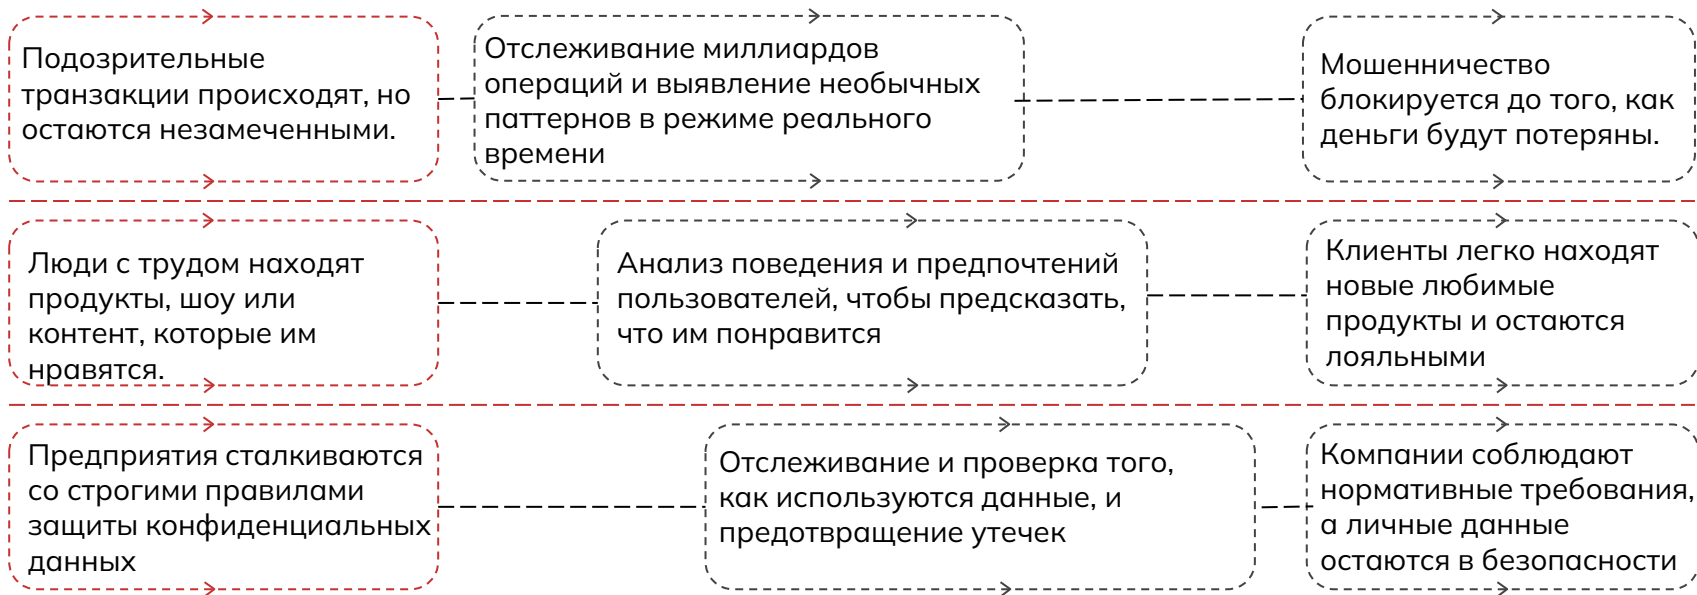 Подозрительные
транзакции происходят, но
остаются незамеченными.
Отслеживание миллиардов
операций и выявление необычных
паттернов в режиме реального
времени
Мошенничество
блокируется до того, как
деньги будут потеряны.
Люди с трудом находят
продукты, шоу или
контент, которые им
нравятся.
Анализ поведения и предпочтений
пользователей, чтобы предсказать,
что им понравится
Клиенты легко находят
новые любимые
продукты и остаются
лояльными
Предприятия сталкиваются
со строгими правилами
защиты конфиденциальных
данных
Отслеживание и проверка того,
как используются данные, и
предотвращение утечек
Компании соблюдают
нормативные требования,
а личные данные
остаются в безопасности